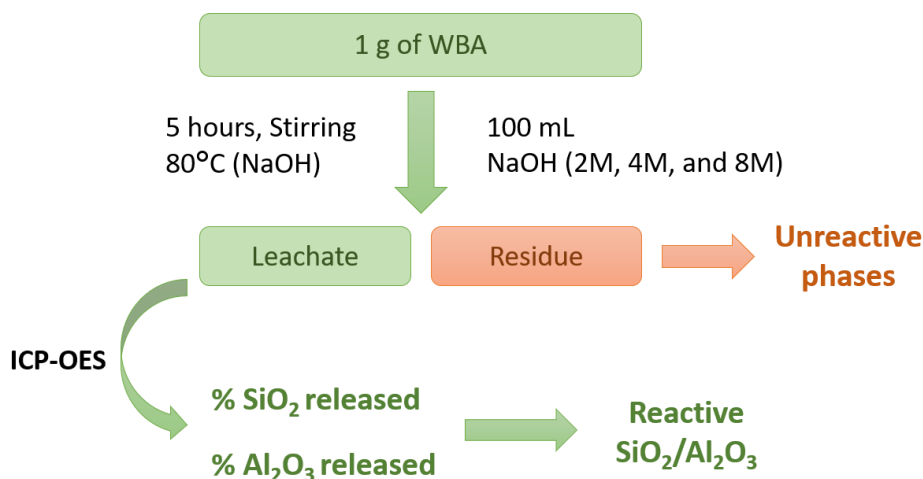 1 g of WBA
5 hours, Stirring
80°C (NaOH)
100 mL
NaOH (2M, 4M, and 8M)
Leachate
Residue
Unreactive
phases
ICP-OES
% SiO₂ released
% Al₂O₃ released
Reactive
SiO₂/Al₂O₃